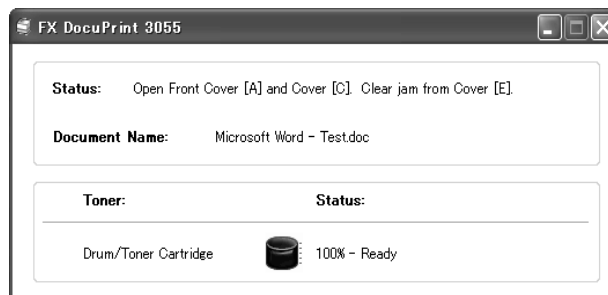 FX DocuPrint 3055
Status: Open Front Cover [A] and Cover [C]. Clear jam from Cover [E].
Document Name: Microsoft Word - Test.doc
Toner: Status:
Drum/Toner Cartridge 100% - Ready